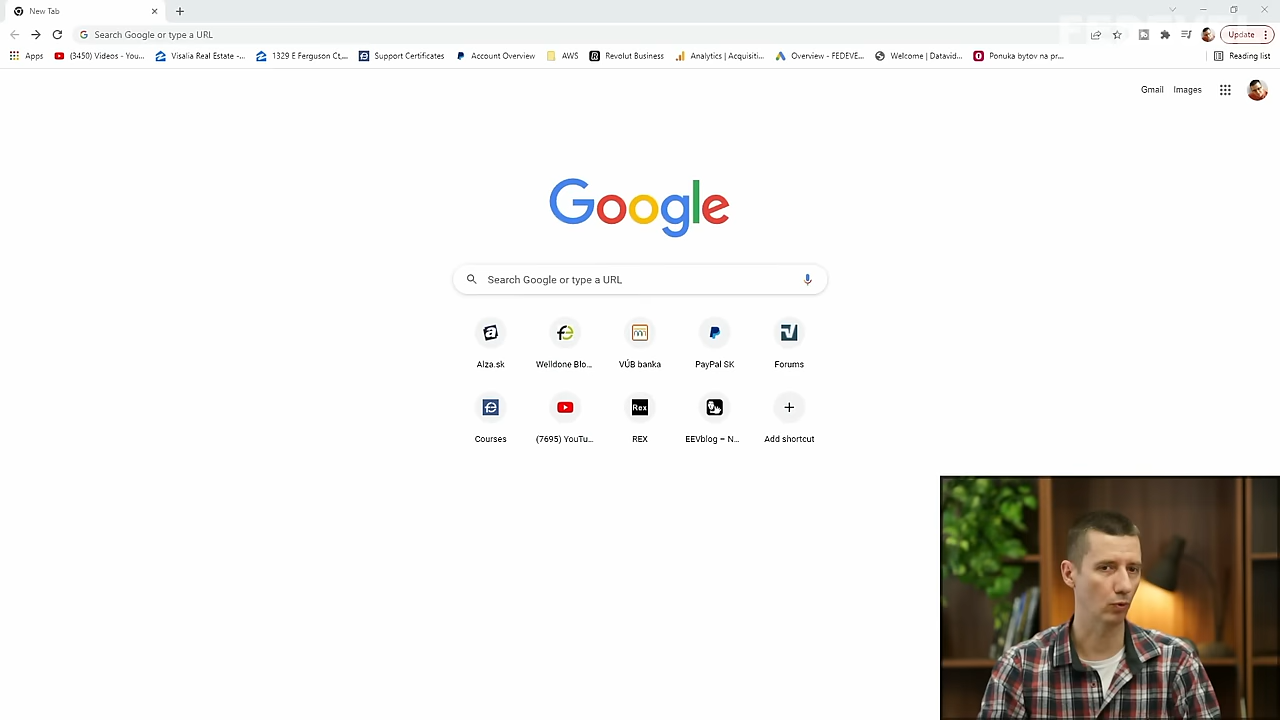 New Tab
FEDEVEL
Search Google or type a URL
Update
Apps
(3450) Videos - You...
Visalia Real Estate -...
1329 E Ferguson Ct,...
Support Certificates
Account Overview
AWS
Revolut Business
Analytics | Acquisiti...
Overview - FEDEVE...
Welcome | Datavid...
Ponuka bytov na pr...
Reading list
Gmail
Images
Google
Search Google or type a URL
Alza.sk
Welldone Blo...
VÚB banka
PayPal SK
Forums
Rex
Courses
(7695) YouTu...
REX
EEVblog – N...
Add shortcut